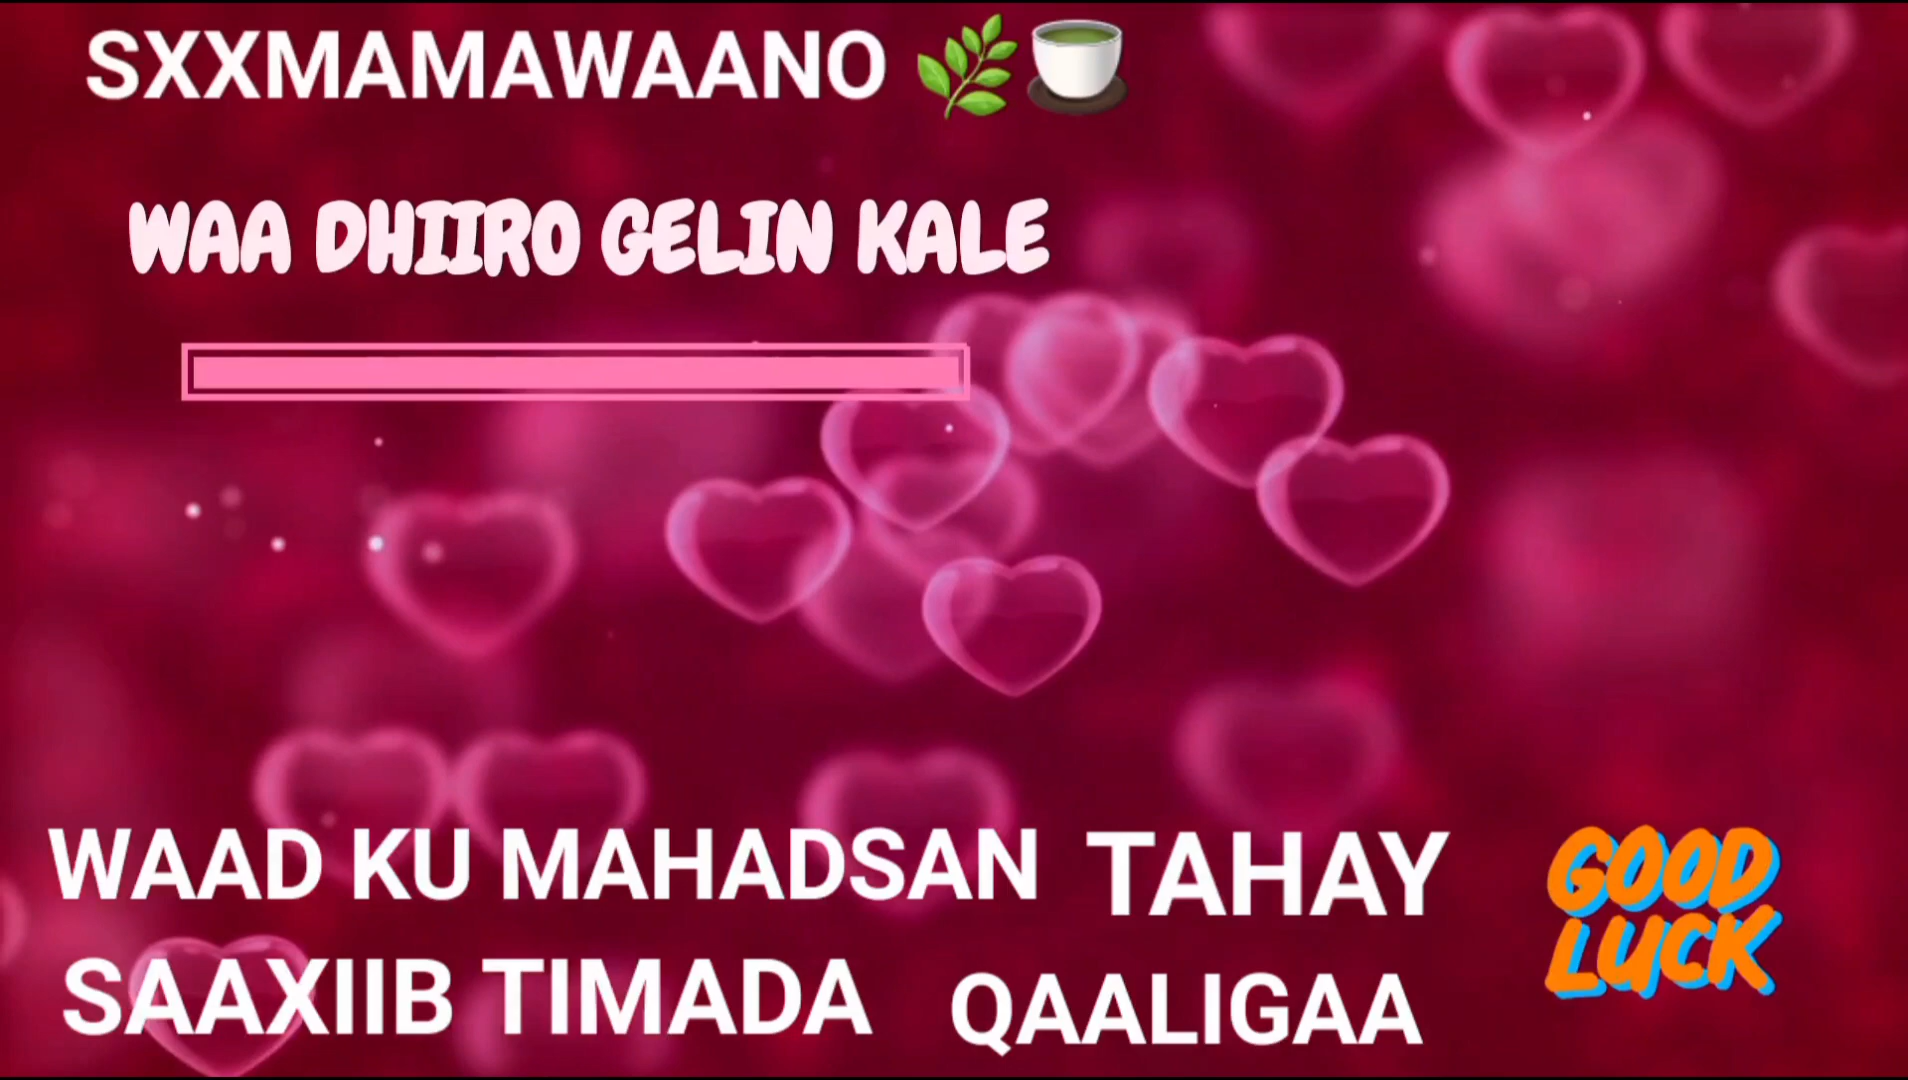 SXXMAMAWAANO 🌿🍵
WAA DHIIRO GELIN KALE
WAAD KU MAHADSAN TAHAY
SAAXIIB TIMADA QAALIGAA
GOOD
LUCK